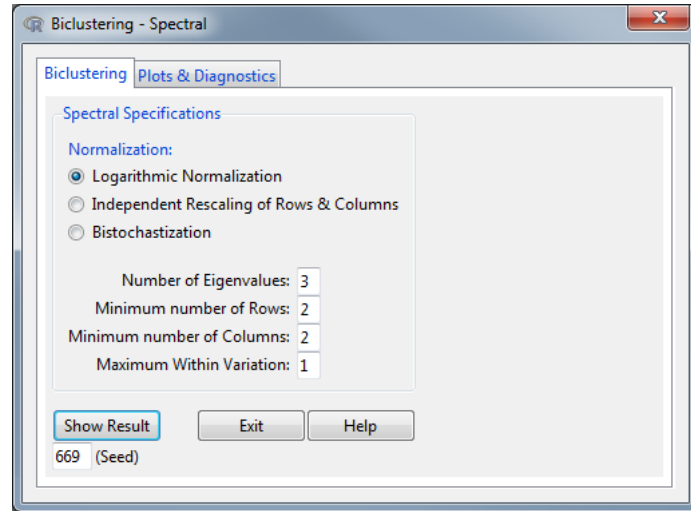 Biclustering - Spectral
Biclustering Plots & Diagnostics
Spectral Specifications
Normalization:
Logarithmic Normalization
Independent Rescaling of Rows & Columns
Bistochastization
Number of Eigenvalues: 3
Minimum number of Rows: 2
Minimum number of Columns: 2
Maximum Within Variation: 1
Show Result Exit Help
669 (Seed)